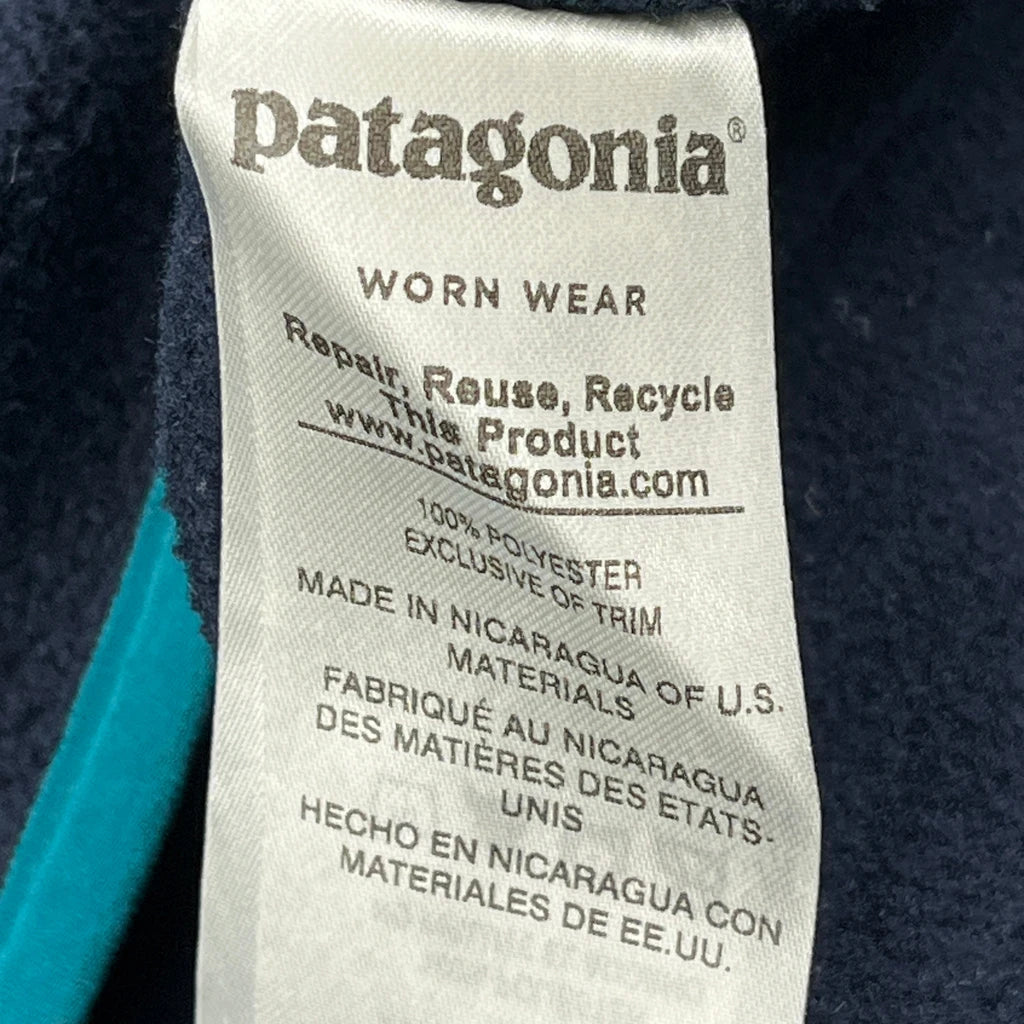 patagonia®
WORN WEAR
Repair, Reuse, Recycle
This Product
www.patagonia.com
100% POLYESTER
EXCLUSIVE OF TRIM
MADE IN NICARAGUA OF U.S.
MATERIALS
FABRIQUÉ AU NICARAGUA
DES MATIÈRES DES ETATS-
UNIS
HECHO EN NICARAGUA CON
MATERIALES DE EE.UU.